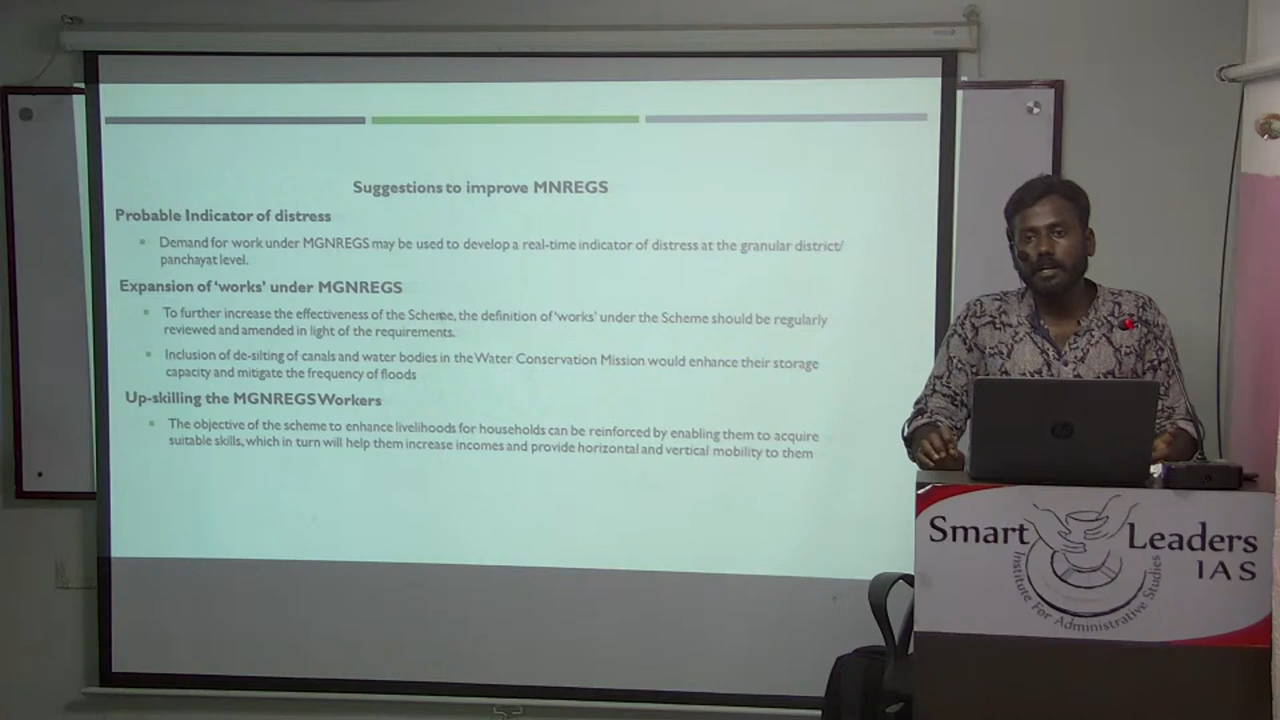 Suggestions to improve MNREGS
Probable Indicator of distress
Demand for work under MGNREGS may be used to develop a real-time indicator of distress at the granular district/
panchayat level.
Expansion of ‘works’ under MGNREGS
To further increase the effectiveness of the Scheme, the definition of ‘works’ under the Scheme should be regularly
reviewed and amended in light of the requirements.
Inclusion of de-silting of canals and water bodies in the Water Conservation Mission would enhance their storage
capacity and mitigate the frequency of floods
Up-skilling the MGNREGS Workers
The objective of the scheme to enhance livelihoods for households can be reinforced by enabling them to acquire
suitable skills, which in turn will help them increase incomes and provide horizontal and vertical mobility to them
Smart Leaders
IAS
Institute For Administrative Studies
hp